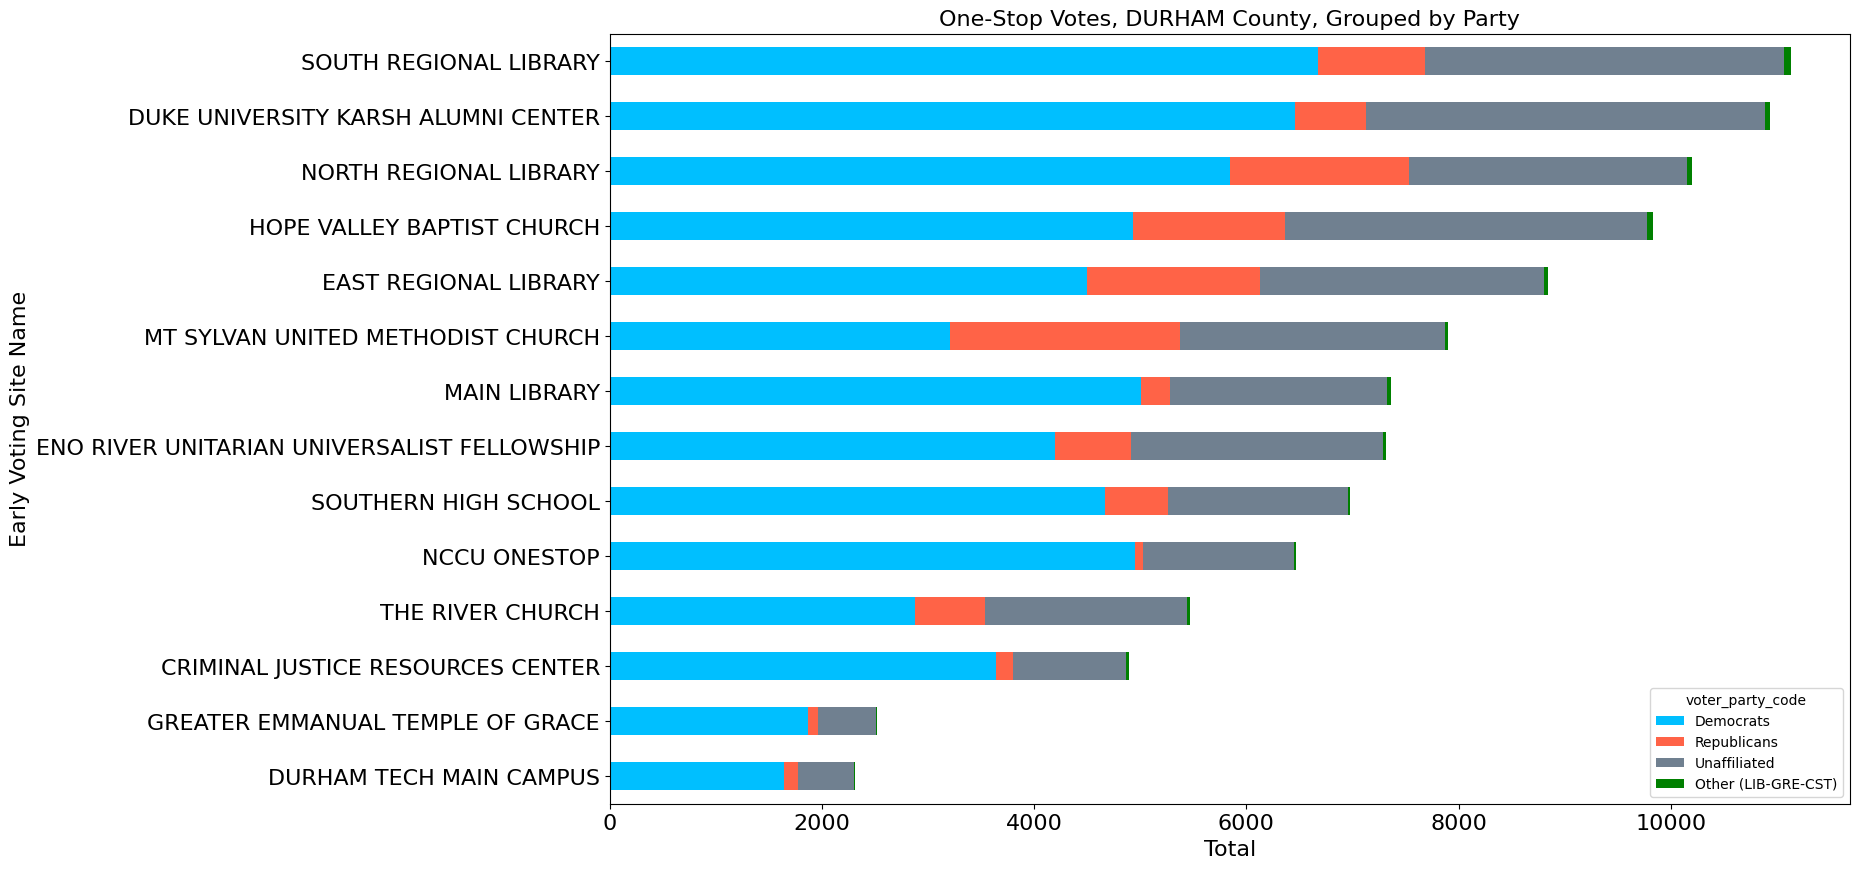 One-Stop Votes, DURHAM County, Grouped by Party
Early Voting Site Name
SOUTH REGIONAL LIBRARY
DUKE UNIVERSITY KARSH ALUMNI CENTER
NORTH REGIONAL LIBRARY
HOPE VALLEY BAPTIST CHURCH
EAST REGIONAL LIBRARY
MT SYLVAN UNITED METHODIST CHURCH
MAIN LIBRARY
ENO RIVER UNITARIAN UNIVERSALIST FELLOWSHIP
SOUTHERN HIGH SCHOOL
NCCU ONESTOP
THE RIVER CHURCH
CRIMINAL JUSTICE RESOURCES CENTER
GREATER EMMANUAL TEMPLE OF GRACE
DURHAM TECH MAIN CAMPUS
voter_party_code
Democrats
Republicans
Unaffiliated
Other (LIB-GRE-CST)
0 2000 4000 6000 8000 10000
Total